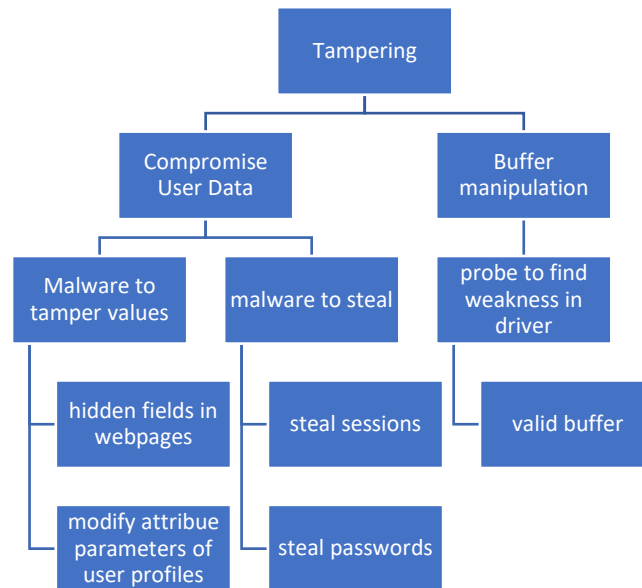 Tampering
Compromise
User Data
Buffer
manipulation
Malware to
tamper values
malware to steal
probe to find
weakness in
driver
hidden fields in
webpages
steal sessions
valid buffer
modify attribue
parameters of
user profiles
steal passwords